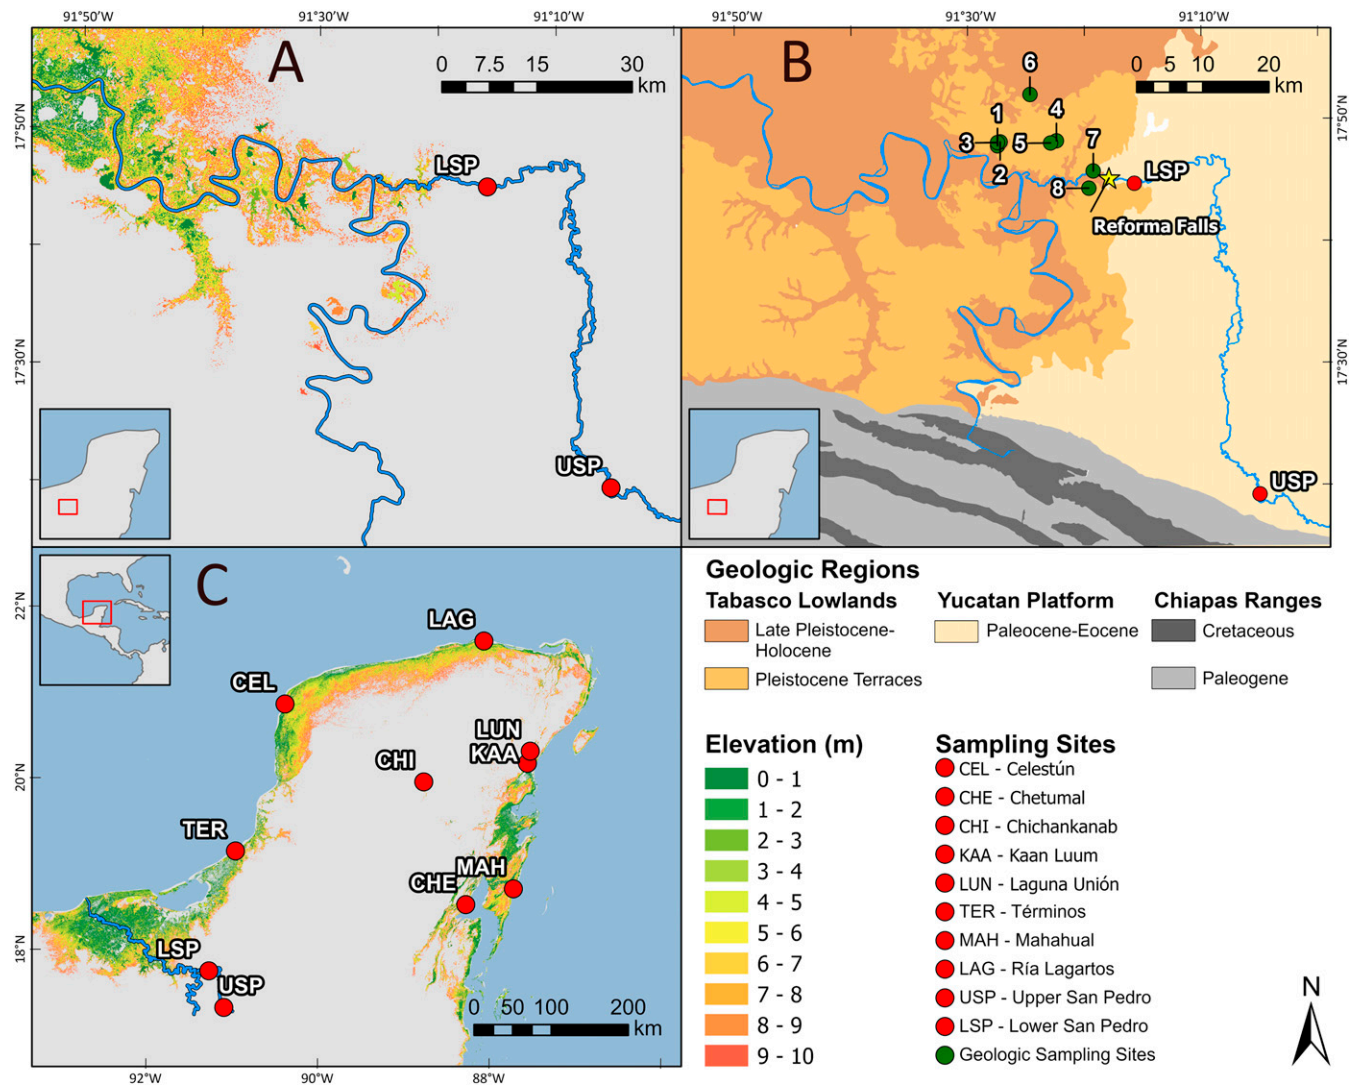 91°50'W 91°30'W 91°10'W
91°50'W 91°30'W 91°10'W
A
0 7.5 15 30
km
17°50'N
17°30'N
LSP
USP
B
0 5 10 20
km
6
1
4
3
5
7
2
8
LSP
Reforma Falls
USP
17°50'N
17°30'N
C
22°N
20°N
18°N
LAG
CEL
LUN
KAA
CHI
TER
MAH
CHE
LSP
USP
0 50 100 200
km
92°W 90°W 88°W
Geologic Regions
Tabasco Lowlands
Late Pleistocene-
Holocene
Pleistocene Terraces
Yucatan Platform
Paleocene-Eocene
Chiapas Ranges
Cretaceous
Paleogene
Elevation (m)
0 - 1
1 - 2
2 - 3
3 - 4
4 - 5
5 - 6
6 - 7
7 - 8
8 - 9
9 - 10
Sampling Sites
CEL - Celestún
CHE - Chetumal
CHI - Chichankanab
KAA - Kaan Luum
LUN - Laguna Unión
TER - Términos
MAH - Mahahual
LAG - Ría Lagartos
USP - Upper San Pedro
LSP - Lower San Pedro
Geologic Sampling Sites
N